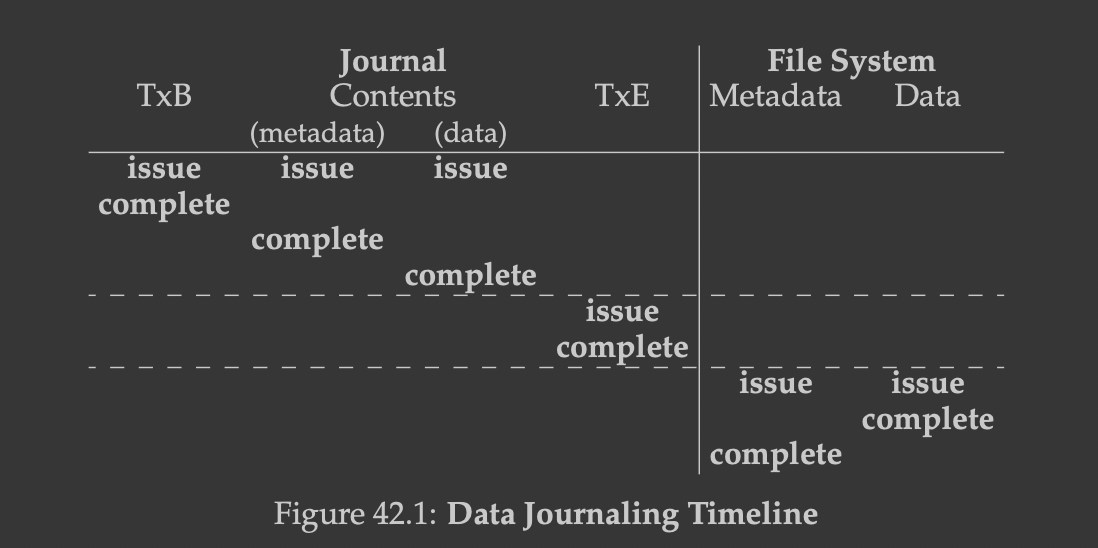 Journal File System
TxB Contents TxE Metadata Data
(metadata) (data)
issue issue issue
complete
complete
complete
issue
complete
issue issue
complete
complete
Figure 42.1: Data Journaling Timeline